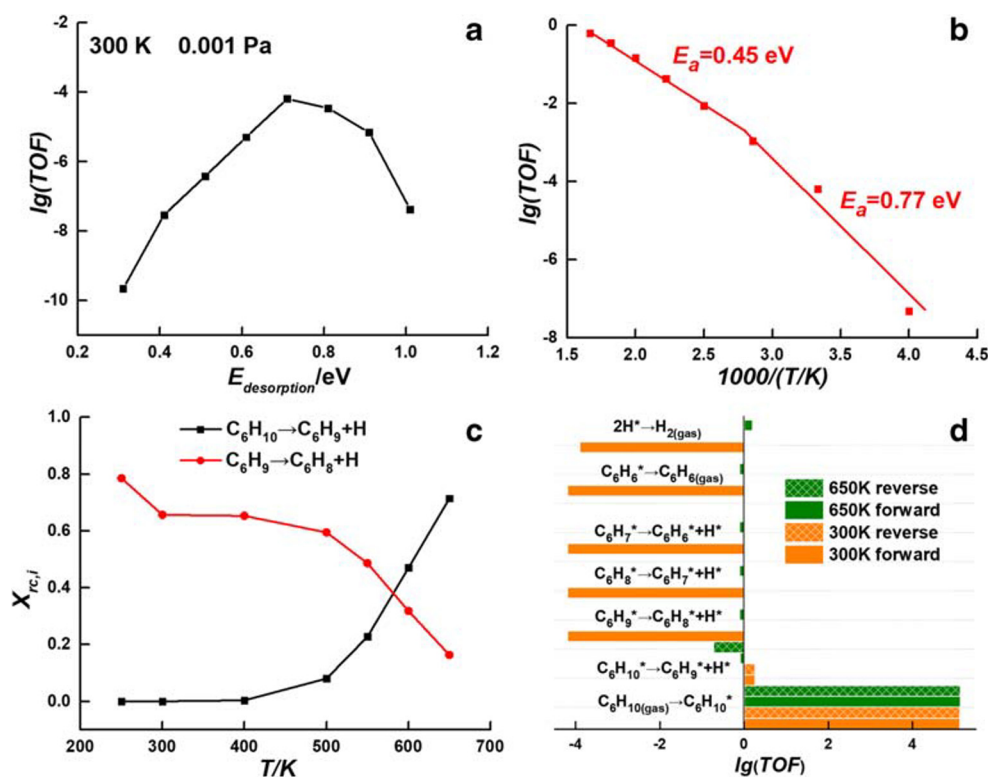 300 K 0.001 Pa
a
lg(TOF)
-2
-4
-6
-8
-10
0.2 0.4 0.6 0.8 1.0 1.2
E_desorption/eV
b
E_a=0.45 eV
E_a=0.77 eV
lg(TOF)
0
-2
-4
-6
-8
1.5 2.0 2.5 3.0 3.5 4.0 4.5
1000/(T/K)
c
C₆H₁₀→C₆H₉+H
C₆H₉→C₆H₈+H
X_rc,i
1.0
0.8
0.6
0.4
0.2
0.0
200 300 400 500 600 700
T/K
d
2H*→H₂(gas)
C₆H₆*→C₆H₆(gas)
C₆H₇*→C₆H₆*+H*
C₆H₈*→C₆H₇*+H*
C₆H₉*→C₆H₈*+H*
C₆H₁₀*→C₆H₉*+H*
C₆H₁₀(gas)→C₆H₁₀*
650K reverse
650K forward
300K reverse
300K forward
-4 -2 0 2 4
lg(TOF)